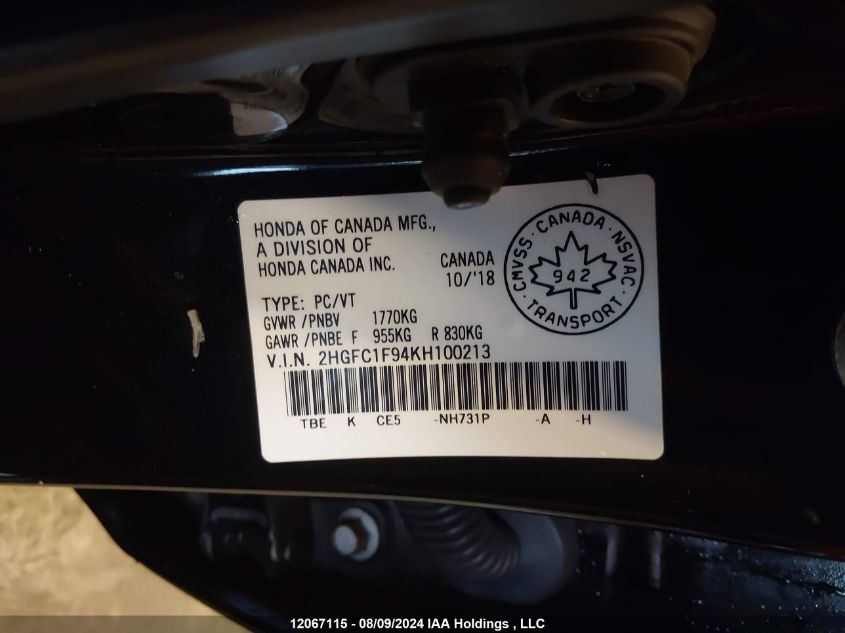 HONDA OF CANADA MFG.,
A DIVISION OF
HONDA CANADA INC.
CANADA
10/'18
CMVSS · CANADA · NSVAC ·
942
TRANSPORT
TYPE: PC/VT
GVWR /PNBV 1770KG
GAWR /PNBE F 955KG R 830KG
V.I.N. 2HGFC1F94KH100213
TBE K CE5 -NH731P -A -H
12067115 - 08/09/2024 IAA Holdings , LLC